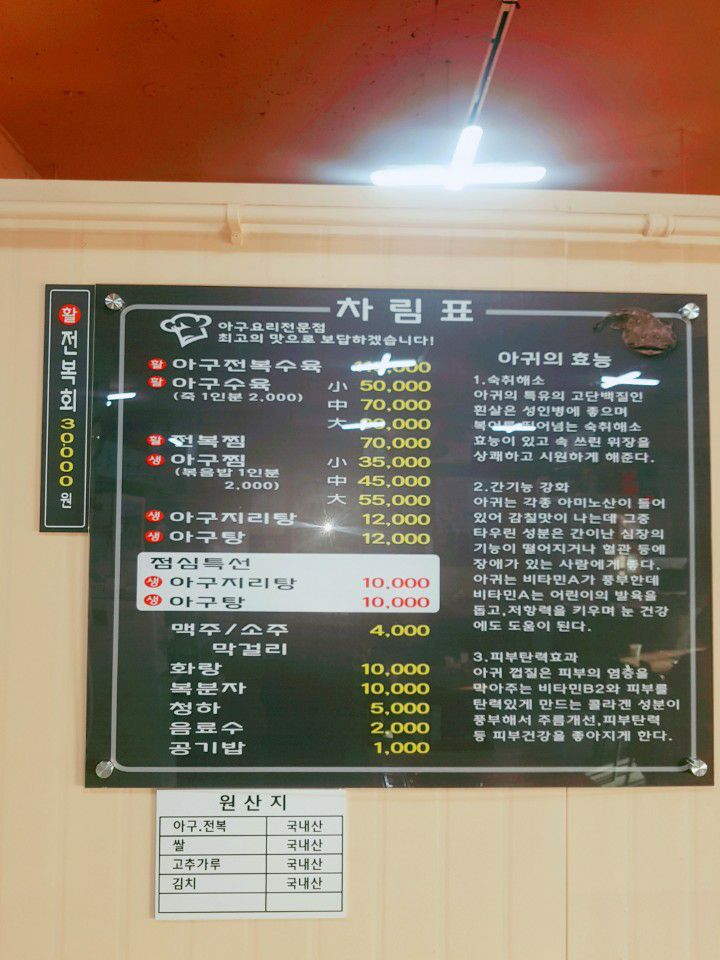 활
전복회
30,000
원
차림표
아구요리전문점
최고의 맛으로 보답하겠습니다!
활 아구전복수육
활 아구수육 小 50,000
(죽 1인분 2,000) 中 70,000
大
활 전복찜 70,000
생 아구찜 小 35,000
(볶음밥 1인분 中 45,000
2,000)
大 55,000
생 아구지리탕 12,000
생 아구탕 12,000
점심특선
생 아구지리탕 10,000
생 아구탕 10,000
맥주/소주 4,000
막걸리
화랑 10,000
복분자 10,000
청하 5,000
음료수 2,000
공기밥 1,000
아귀의 효능
1.숙취해소
아귀의 특유의 고단백질인
흰살은 성인병에 좋으며
숙취해소
효능이 있고 속 쓰린 위장을
상쾌하고 시원하게 해준다.
2.간기능 강화
아귀는 각종 아미노산이 들어
있어 감칠맛이 나는데 그중
타우린 성분은 간이난 심장의
기능이 떨어지거나 혈관 등에
장애가 있는 사람에게 좋다.
아귀는 비타민A가 풍부한데
비타민A는 어린이의 발육을
돕고,저항력을 키우며 눈 건강
에도 도움이 된다.
3.피부탄력효과
아귀 껍질은 피부의 염증을
막아주는 비타민B2와 피부를
탄력있게 만드는 콜라겐 성분이
풍부해서 주름개선,피부탄력
등 피부건강을 좋아지게 한다.
원산지
아구.전복 국내산
쌀 국내산
고추가루 국내산
김치 국내산